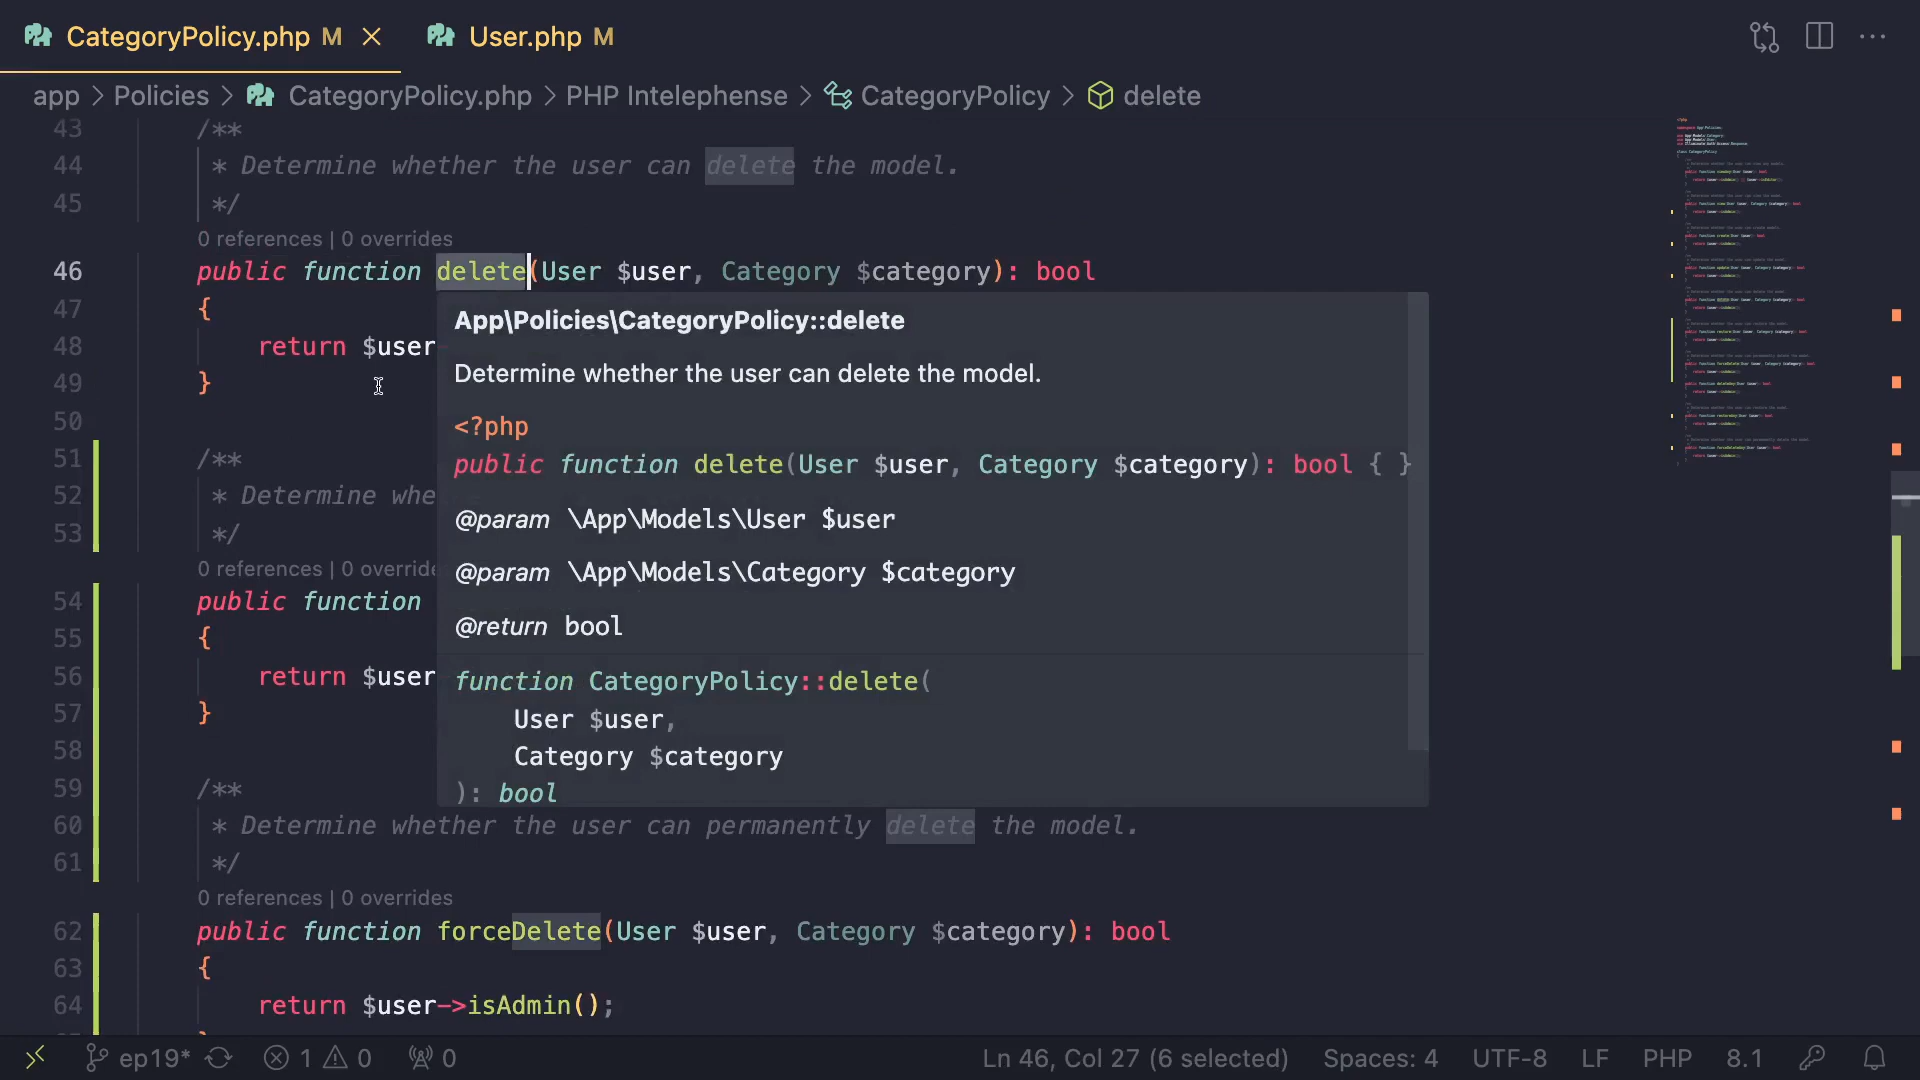 CategoryPolicy.php M
User.php M
app > Policies > CategoryPolicy.php > PHP Intelephense > CategoryPolicy > delete
43 /**
44 * Determine whether the user can delete the model.
45 */
0 references | 0 overrides
46 public function delete(User $user, Category $category): bool
47 {
48 return $user-
49 }
50
51 /**
52 * Determine whe
53 */
0 references | 0 override
54 public function
55 {
56 return $user
57 }
58
59 /**
60 * Determine whether the user can permanently delete the model.
61 */
0 references | 0 overrides
62 public function forceDelete(User $user, Category $category): bool
63 {
64 return $user->isAdmin();
App\Policies\CategoryPolicy::delete
Determine whether the user can delete the model.
<?php
public function delete(User $user, Category $category): bool { }
@param \App\Models\User $user
@param \App\Models\Category $category
@return bool
function CategoryPolicy::delete(
User $user,
Category $category
): bool
ep19* 1 0 0 Ln 46, Col 27 (6 selected) Spaces: 4 UTF-8 LF PHP 8.1